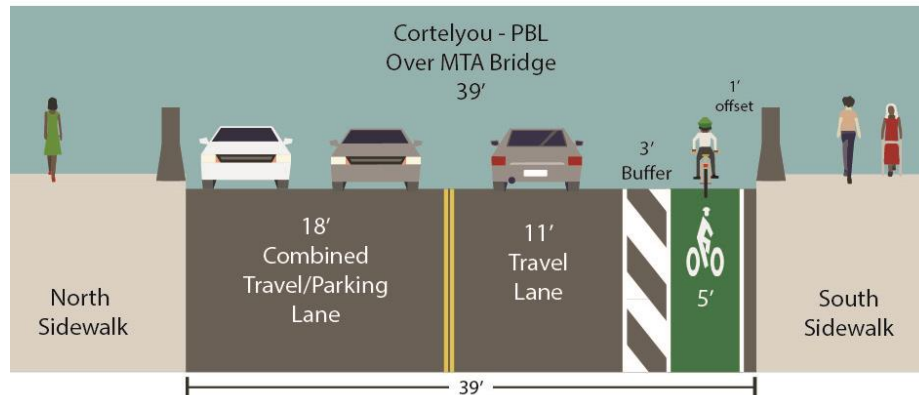 Cortelyou - PBL
Over MTA Bridge
39'
1'
offset
3'
Buffer
18'
Combined
Travel/Parking
Lane
11'
Travel
Lane
5'
North
Sidewalk
South
Sidewalk
39'